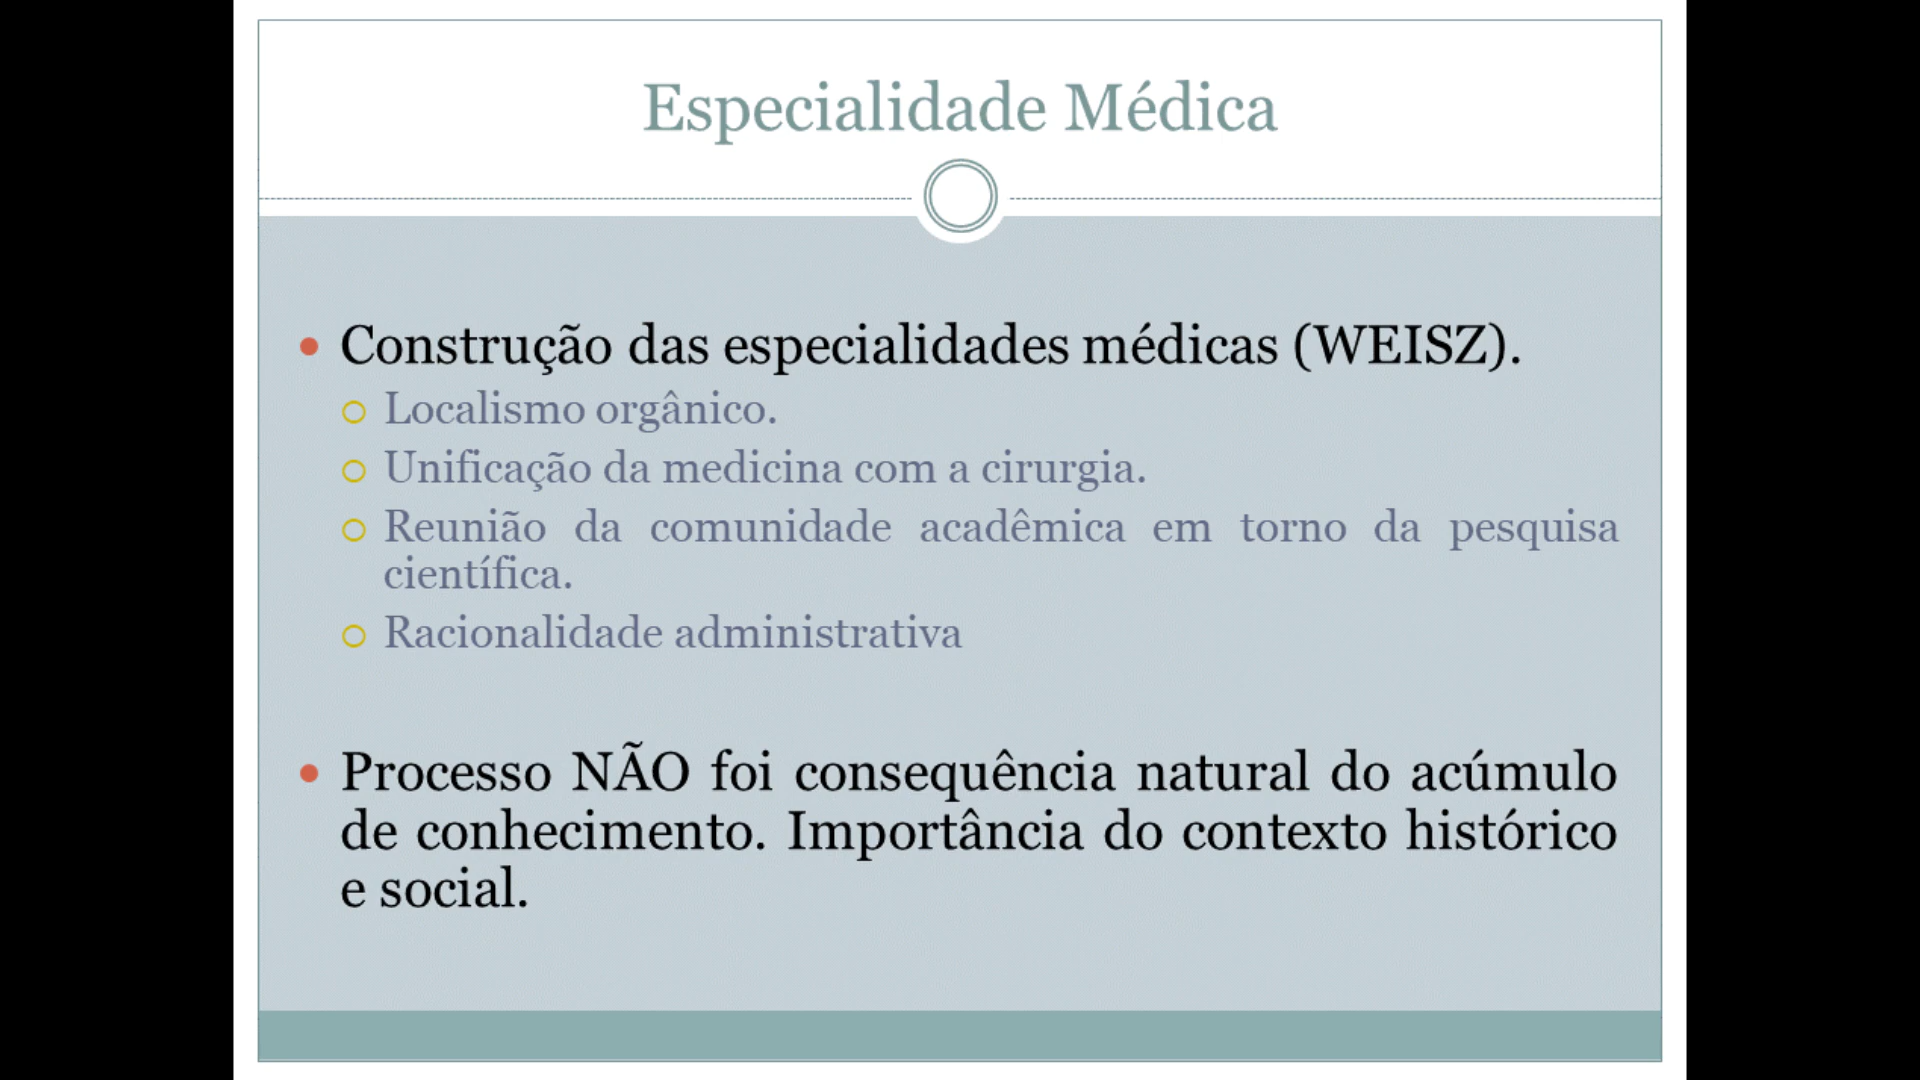 Especialidade Médica
Construção das especialidades médicas (WEISZ).
Localismo orgânico.
Unificação da medicina com a cirurgia.
Reunião da comunidade acadêmica em torno da pesquisa
científica.
Racionalidade administrativa
Processo NÃO foi consequência natural do acúmulo
de conhecimento. Importância do contexto histórico
e social.